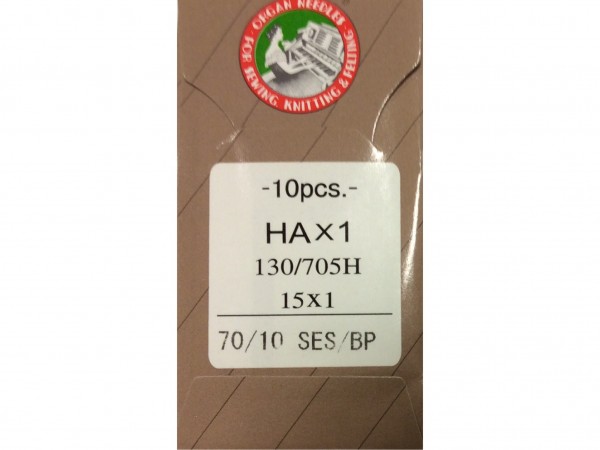 · ORGAN NEEDLES ·
FOR SEWING KNITTING & FELTING
-10pcs.-
HA×1
130/705H
15x1
70/10 SES/BP